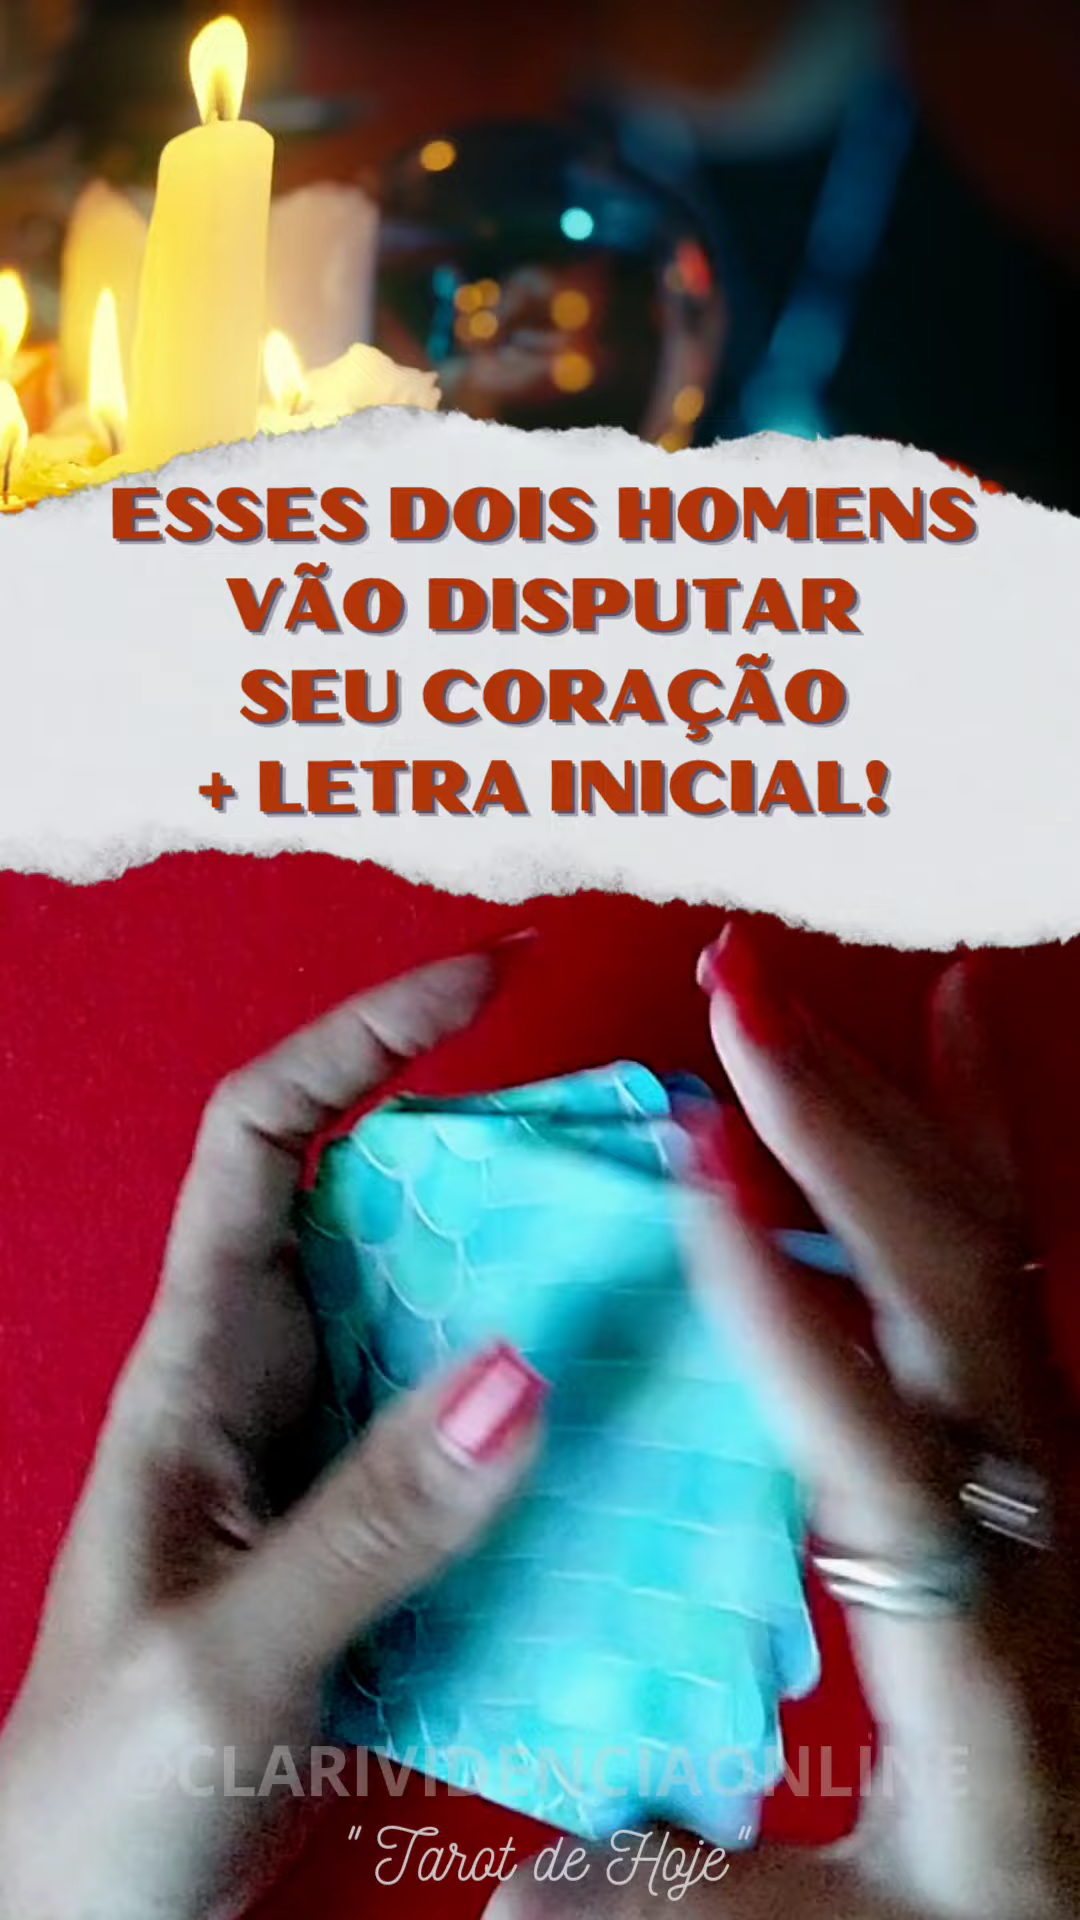 ESSES DOIS HOMENS
VÃO DISPUTAR
SEU CORAÇÃO
+ LETRA INICIAL!
@CLARIVIDENCIAONLINE
"Tarot de Hoje"